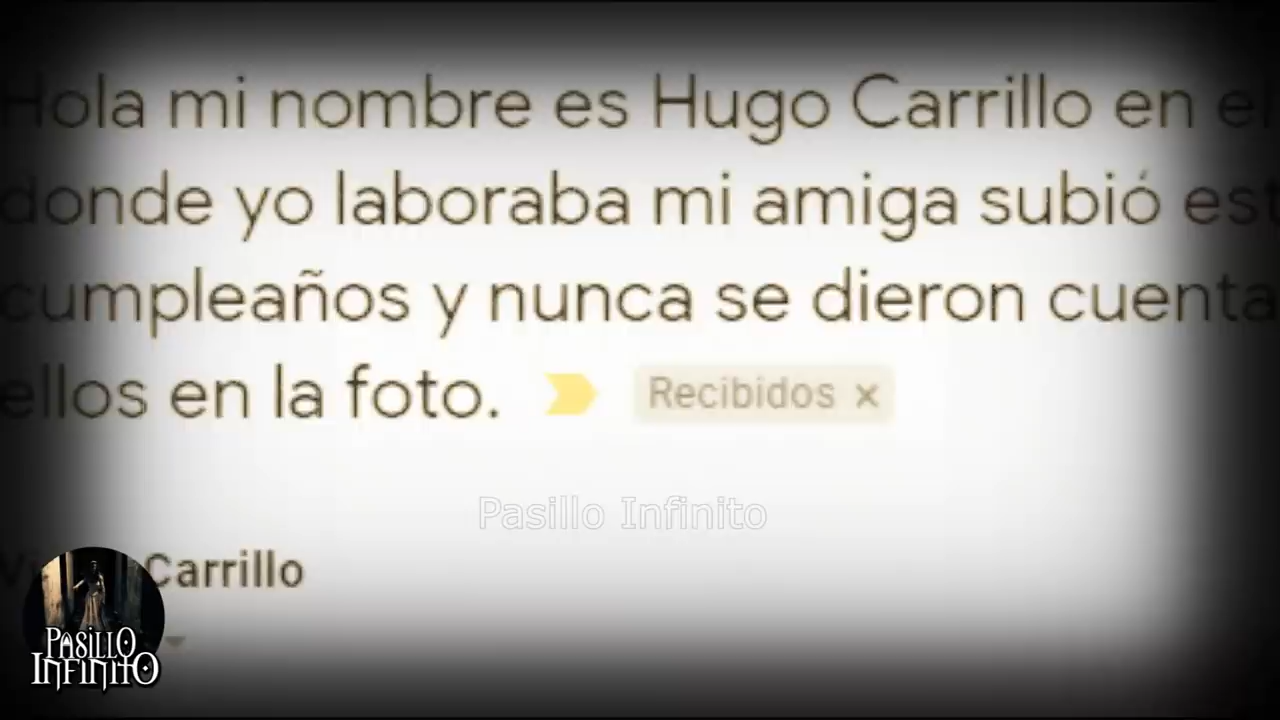 Hola mi nombre es Hugo Carrillo en el
donde yo laboraba mi amiga subió
cumpleaños y nunca se dieron cuenta
ellos en la foto. Recibidos ×
Pasillo Infinito
Carrillo
PASILLO
INFINITO